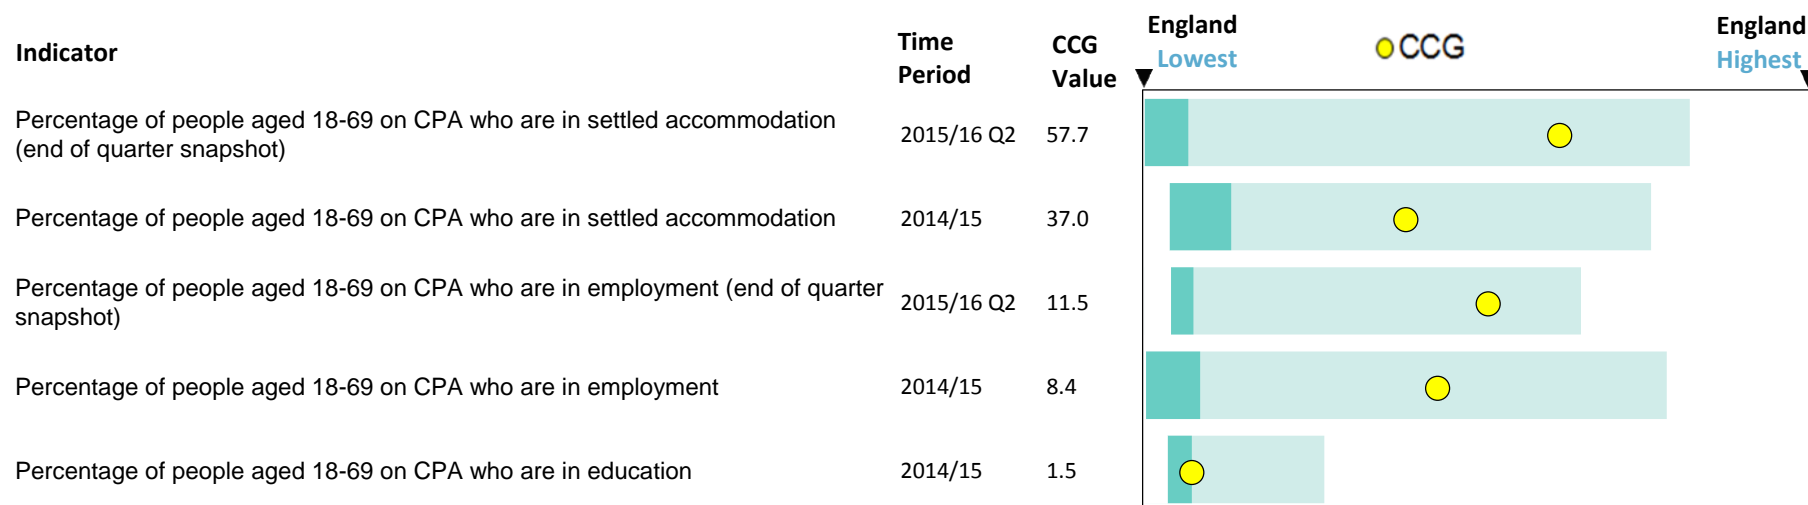 Indicator
Time
Period
CCG
Value
England
Lowest
CCG
England
Highest
Percentage of people aged 18-69 on CPA who are in settled accommodation
(end of quarter snapshot)
2015/16 Q2
57.7
Percentage of people aged 18-69 on CPA who are in settled accommodation
2014/15
37.0
Percentage of people aged 18-69 on CPA who are in employment (end of quarter
snapshot)
2015/16 Q2
11.5
Percentage of people aged 18-69 on CPA who are in employment
2014/15
8.4
Percentage of people aged 18-69 on CPA who are in education
2014/15
1.5